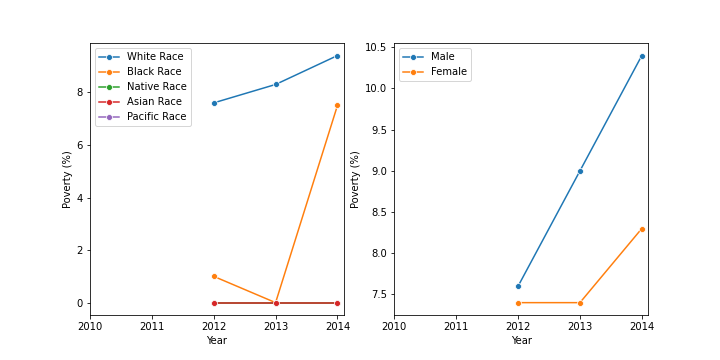 White Race
Black Race
Native Race
Asian Race
Pacific Race
8
6
4
2
0
Poverty (%)
2010 2011 2012 2013 2014
Year
Male
Female
10.5
10.0
9.5
9.0
8.5
8.0
7.5
Poverty (%)
2010 2011 2012 2013 2014
Year